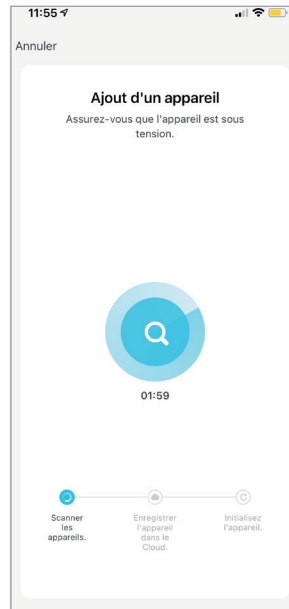 11:55
Annuler
Ajout d'un appareil
Assurez-vous que l'appareil est sous
tension.
01:59
Scanner
les
appareils.
Enregistrer
l'appareil
dans le
Cloud.
Initialisez
l'appareil.